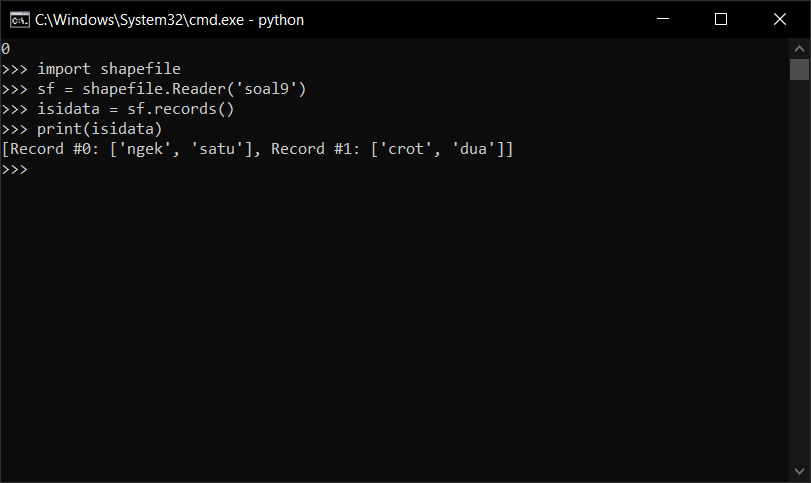 C:\Windows\System32\cmd.exe - python
0
>>> import shapefile
>>> sf = shapefile.Reader('soal9')
>>> isidata = sf.records()
>>> print(isidata)
[Record #0: ['ngek', 'satu'], Record #1: ['crot', 'dua']]
>>>